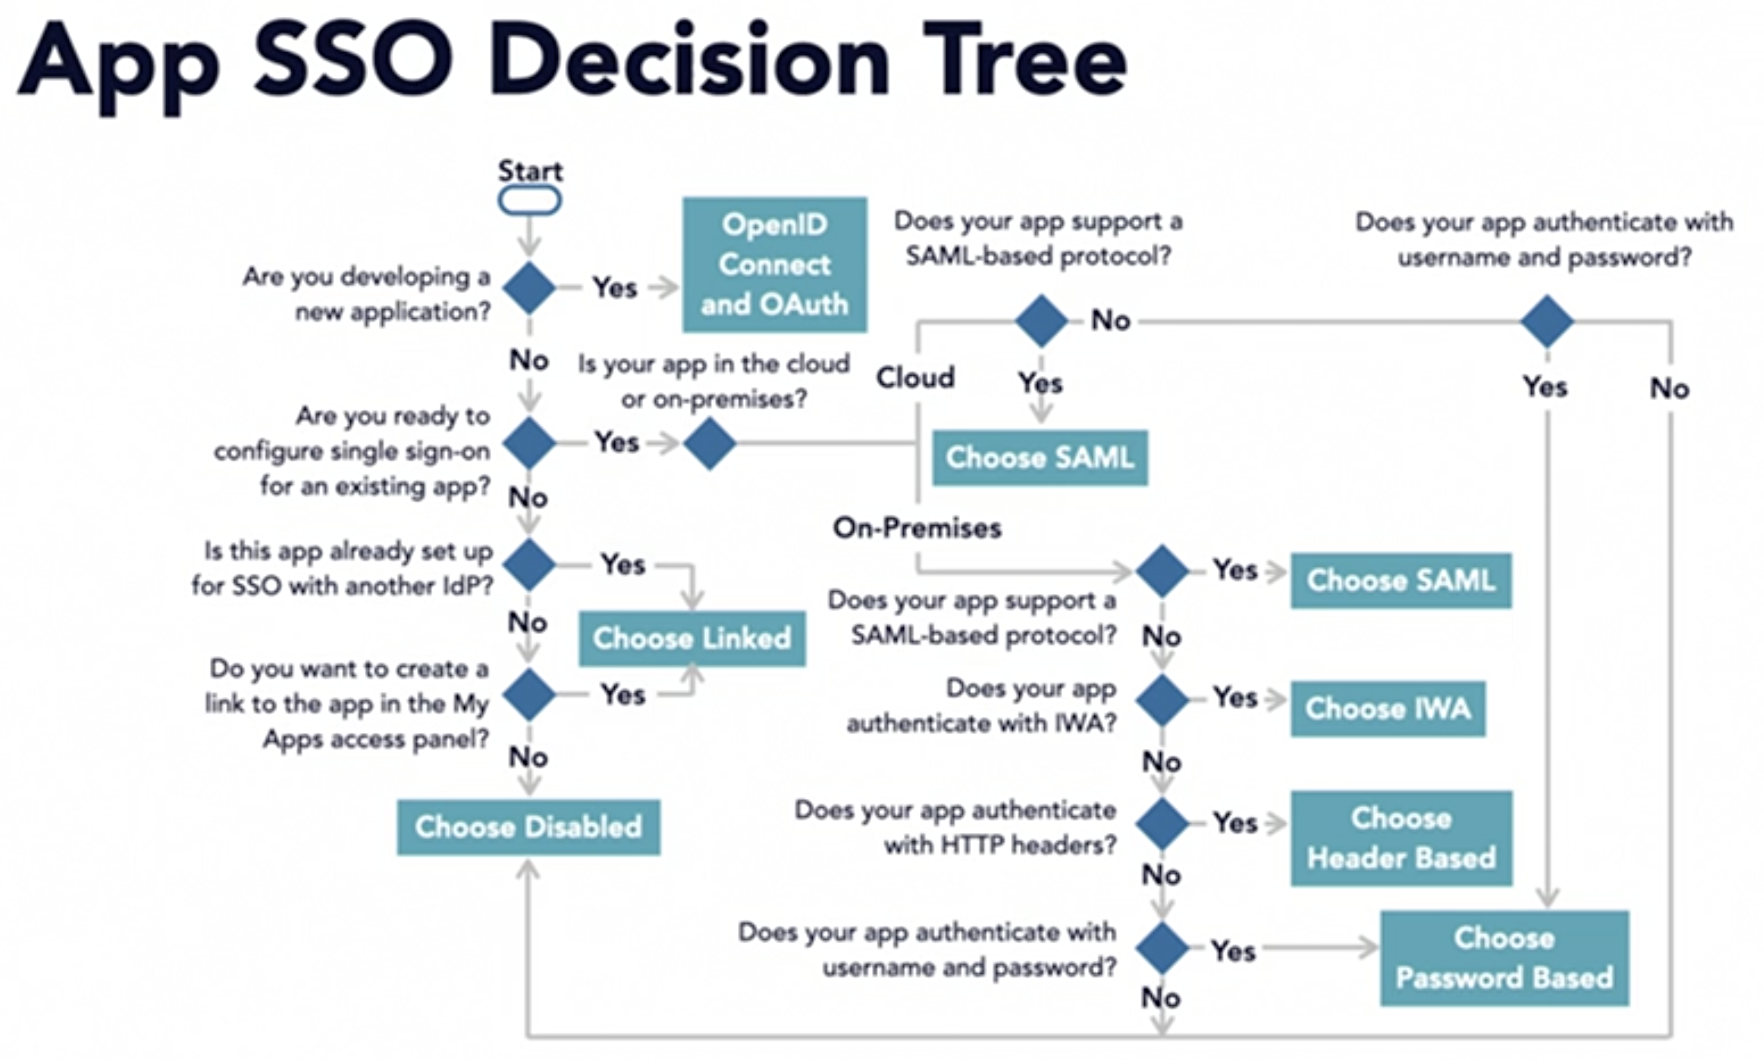 App SSO Decision Tree
Start
Are you developing a
new application?
Yes
OpenID
Connect
and OAuth
No
Are you ready to
configure single sign-on
for an existing app?
Yes
Is your app in the cloud
or on-premises?
No
Is this app already set up
for SSO with another IdP?
Yes
Choose Linked
No
Do you want to create a
link to the app in the My
Apps access panel?
Yes
No
Choose Disabled
Cloud
Does your app support a
SAML-based protocol?
Yes
Choose SAML
No
Does your app authenticate with
username and password?
Yes
No
On-Premises
Does your app support a
SAML-based protocol?
Yes
Choose SAML
No
Does your app
authenticate with IWA?
Yes
Choose IWA
No
Does your app authenticate
with HTTP headers?
Yes
Choose
Header Based
No
Does your app authenticate with
username and password?
Yes
Choose
Password Based
No